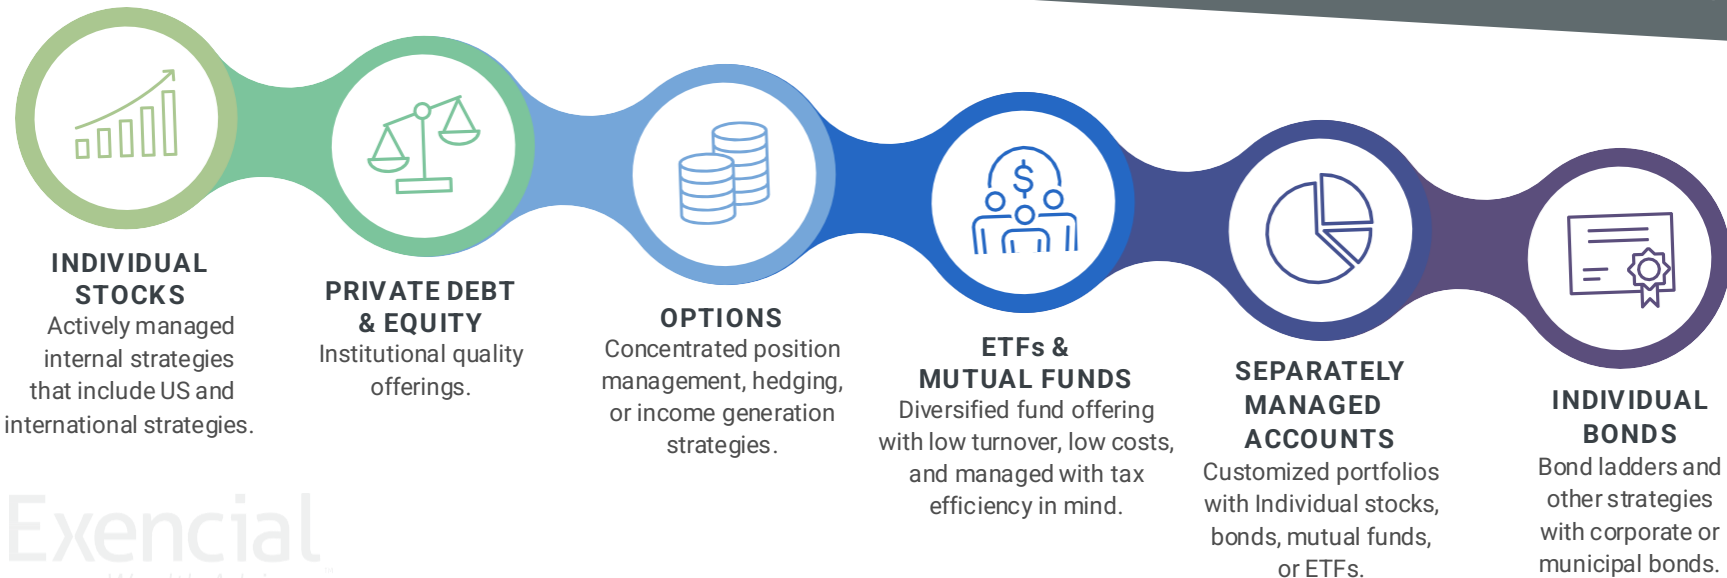 INDIVIDUAL
STOCKS
Actively managed
internal strategies
that include US and
international strategies.
PRIVATE DEBT
& EQUITY
Institutional quality
offerings.
OPTIONS
Concentrated position
management, hedging,
or income generation
strategies.
$
ETFs &
MUTUAL FUNDS
Diversified fund offering
with low turnover, low costs,
and managed with tax
efficiency in mind.
SEPARATELY
MANAGED
ACCOUNTS
Customized portfolios
with Individual stocks,
bonds, mutual funds,
or ETFs.
INDIVIDUAL
BONDS
Bond ladders and
other strategies
with corporate or
municipal bonds.
Exencial